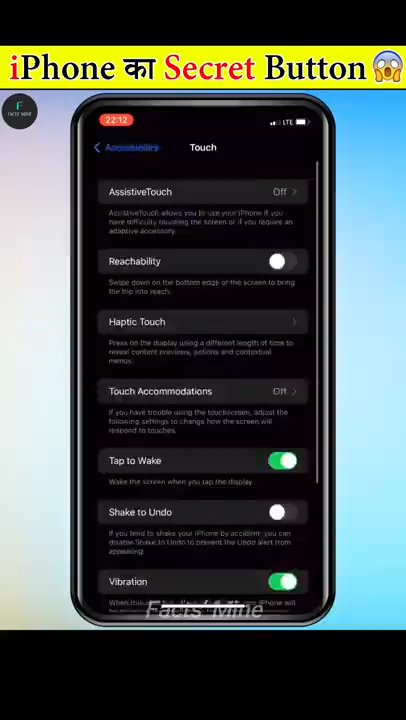 iPhone का Secret Button
F
FACTS' MINE
22:12
LTE
Accessibility
Touch
AssistiveTouch Off
AssistiveTouch allows you to use your iPhone if you
have difficulty touching the screen or if you require an
adaptive accessory.
Reachability
Swipe down on the bottom edge of the screen to bring
the top into reach.
Haptic Touch
Press on the display using a different length of time to
reveal content previews, actions and contextual
menus.
Touch Accommodations Off
If you have trouble using the touchscreen, adjust the
following settings to change how the screen will
respond to touches.
Tap to Wake
Wake the screen when you tap the display.
Shake to Undo
If you tend to shake your iPhone by accident, you can
disable Shake to Undo to prevent the Undo alert from
appearing.
Vibration
When this iPhone will
Facts' Mine